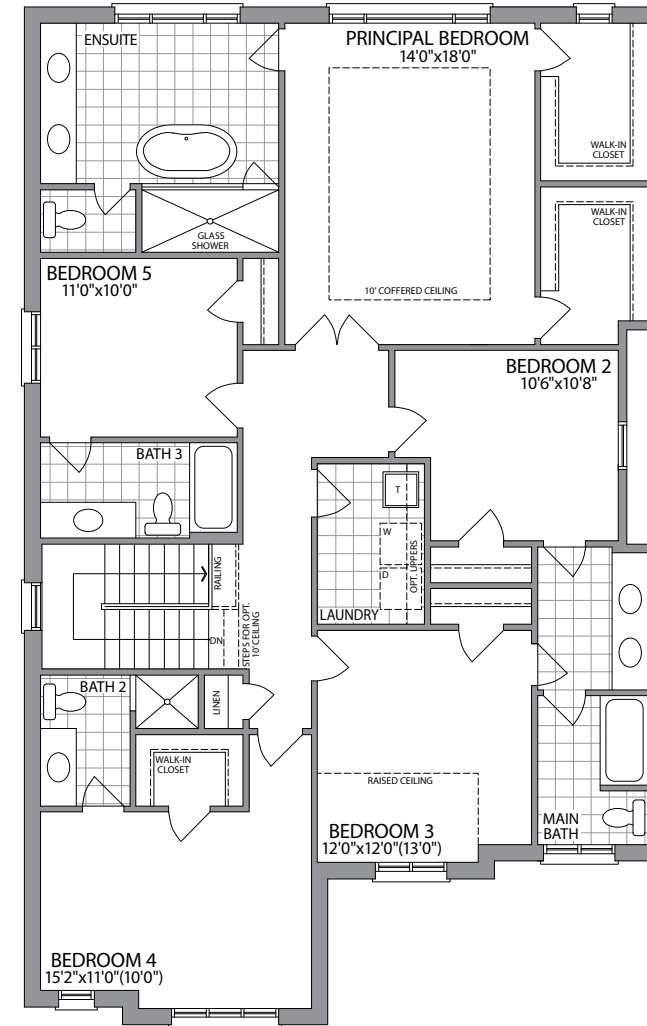 ENSUITE
PRINCIPAL BEDROOM
14'0"x18'0"
WALK-IN
CLOSET
WALK-IN
CLOSET
GLASS
SHOWER
10' COFFERED CEILING
BEDROOM 5
11'0"x10'0"
BEDROOM 2
10'6"x10'8"
BATH 3
T
W
D
OPT. UPPERS
LAUNDRY
RAILING
DN
STEPS FOR OPT.
10' CEILING
BATH 2
LINEN
WALK-IN
CLOSET
RAISED CEILING
BEDROOM 3
12'0"x12'0"(13'0")
MAIN
BATH
BEDROOM 4
15'2"x11'0"(10'0")